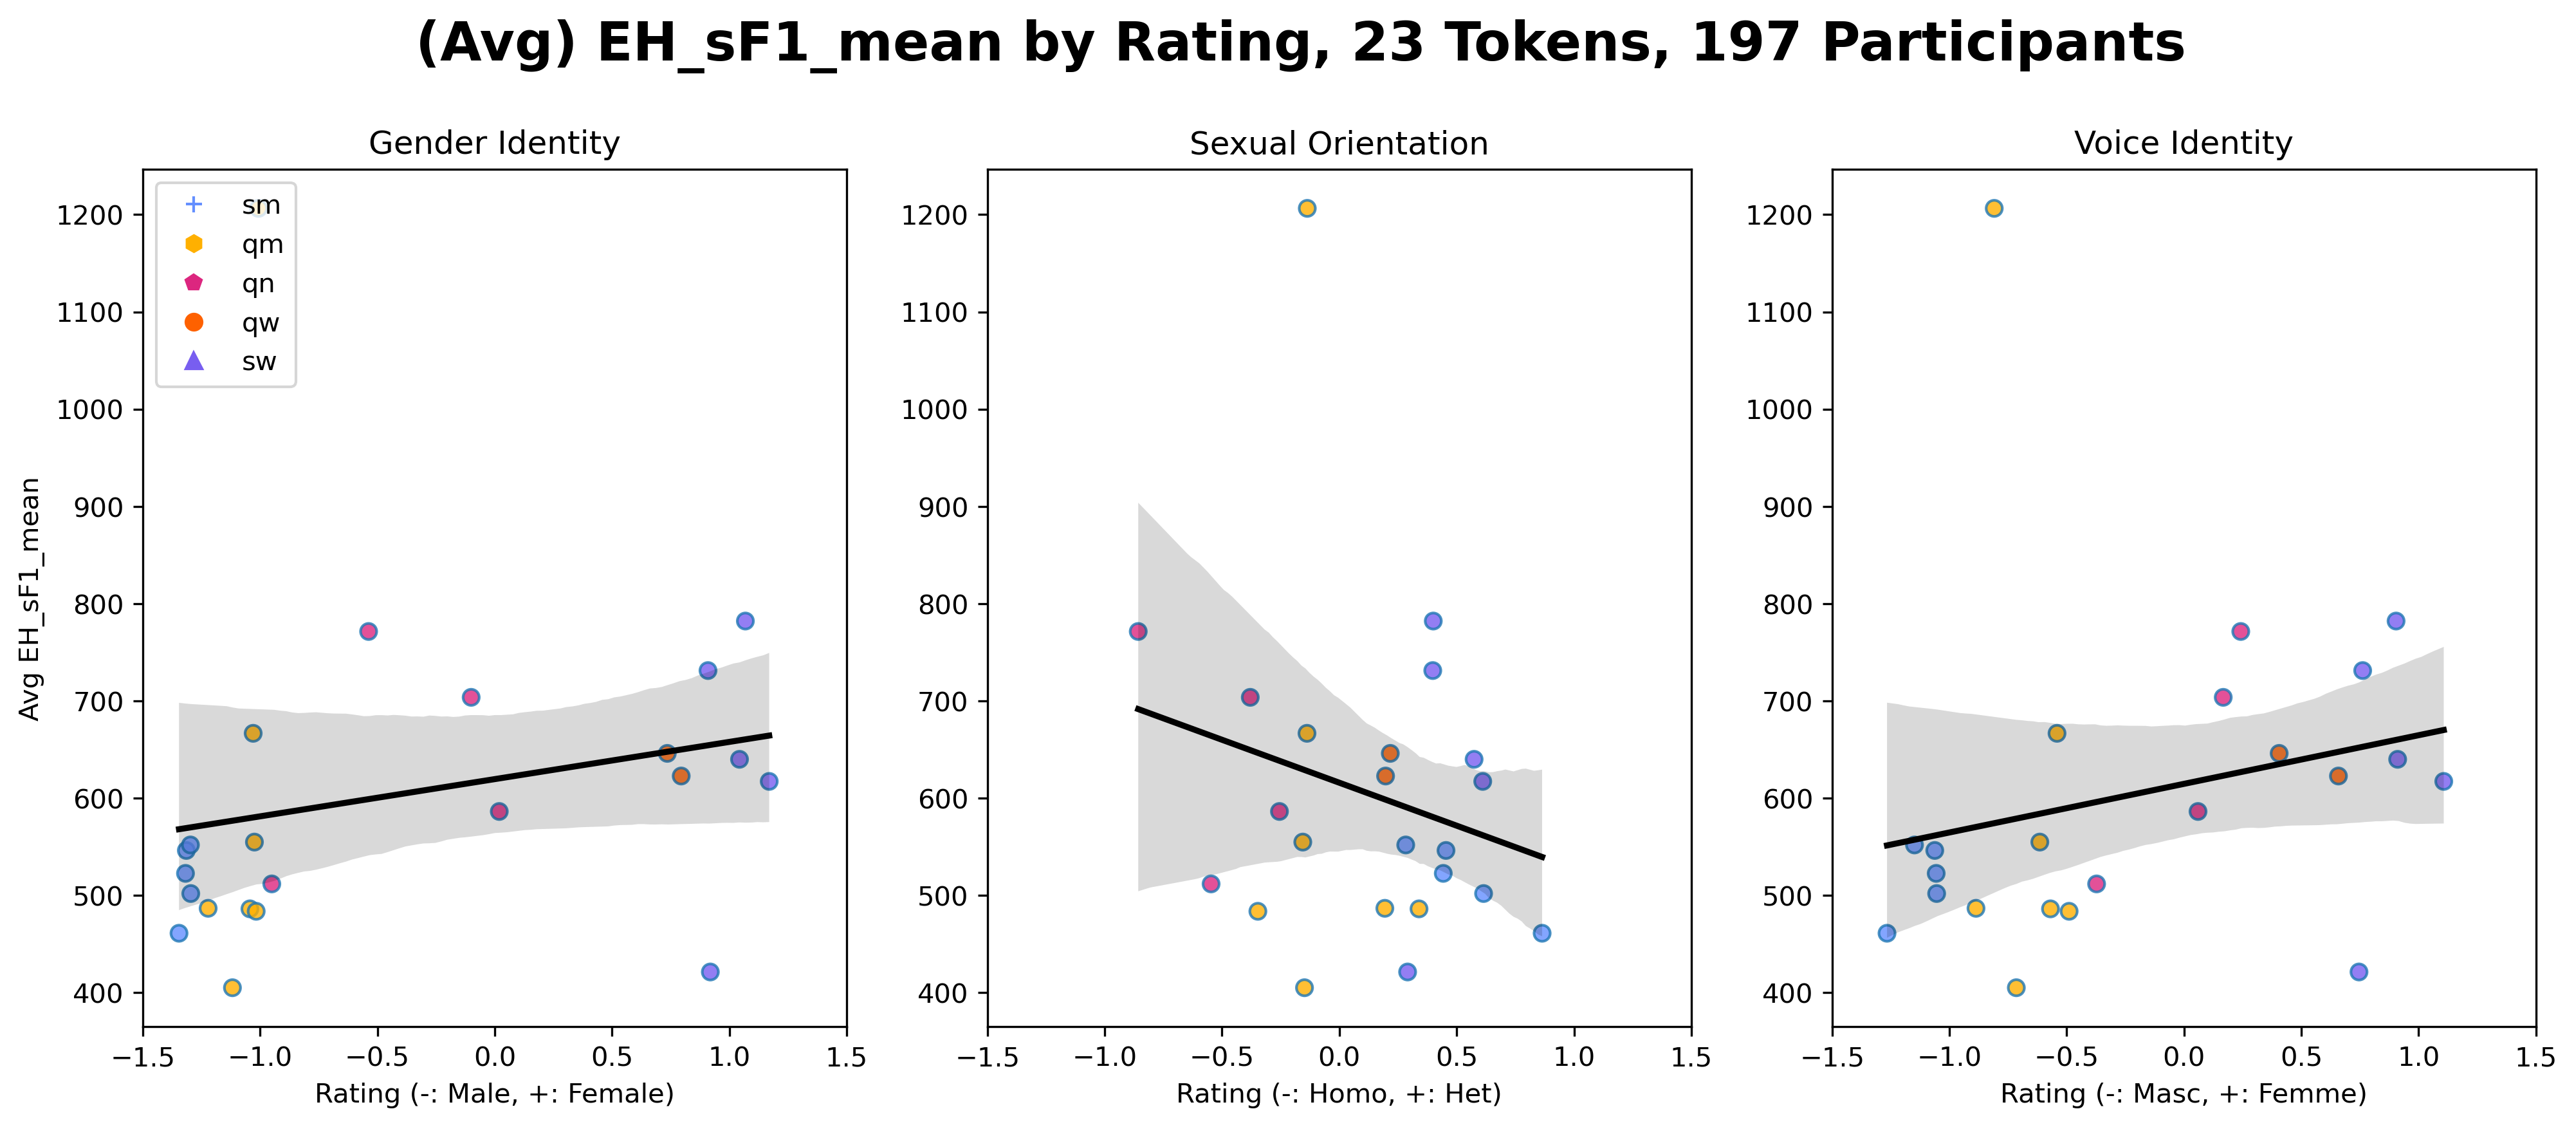 (Avg) EH_sF1_mean by Rating, 23 Tokens, 197 Participants
Gender Identity
sm
qm
qn
qw
sw
Avg EH_sF1_mean
1200
1100
1000
900
800
700
600
500
400
−1.5 −1.0 −0.5 0.0 0.5 1.0 1.5
Rating (-: Male, +: Female)
Sexual Orientation
1200
1100
1000
900
800
700
600
500
400
−1.5 −1.0 −0.5 0.0 0.5 1.0 1.5
Rating (-: Homo, +: Het)
Voice Identity
1200
1100
1000
900
800
700
600
500
400
−1.5 −1.0 −0.5 0.0 0.5 1.0 1.5
Rating (-: Masc, +: Femme)